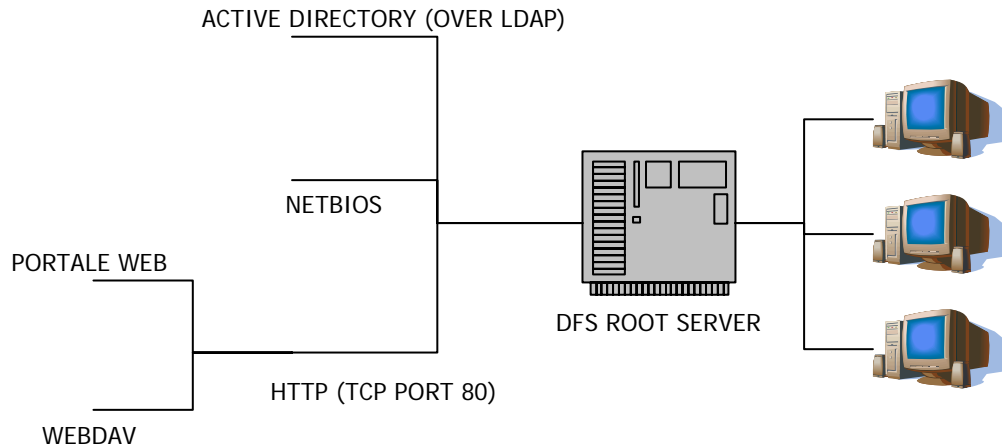 ACTIVE DIRECTORY (OVER LDAP)
NETBIOS
PORTALE WEB
DFS ROOT SERVER
HTTP (TCP PORT 80)
WEBDAV